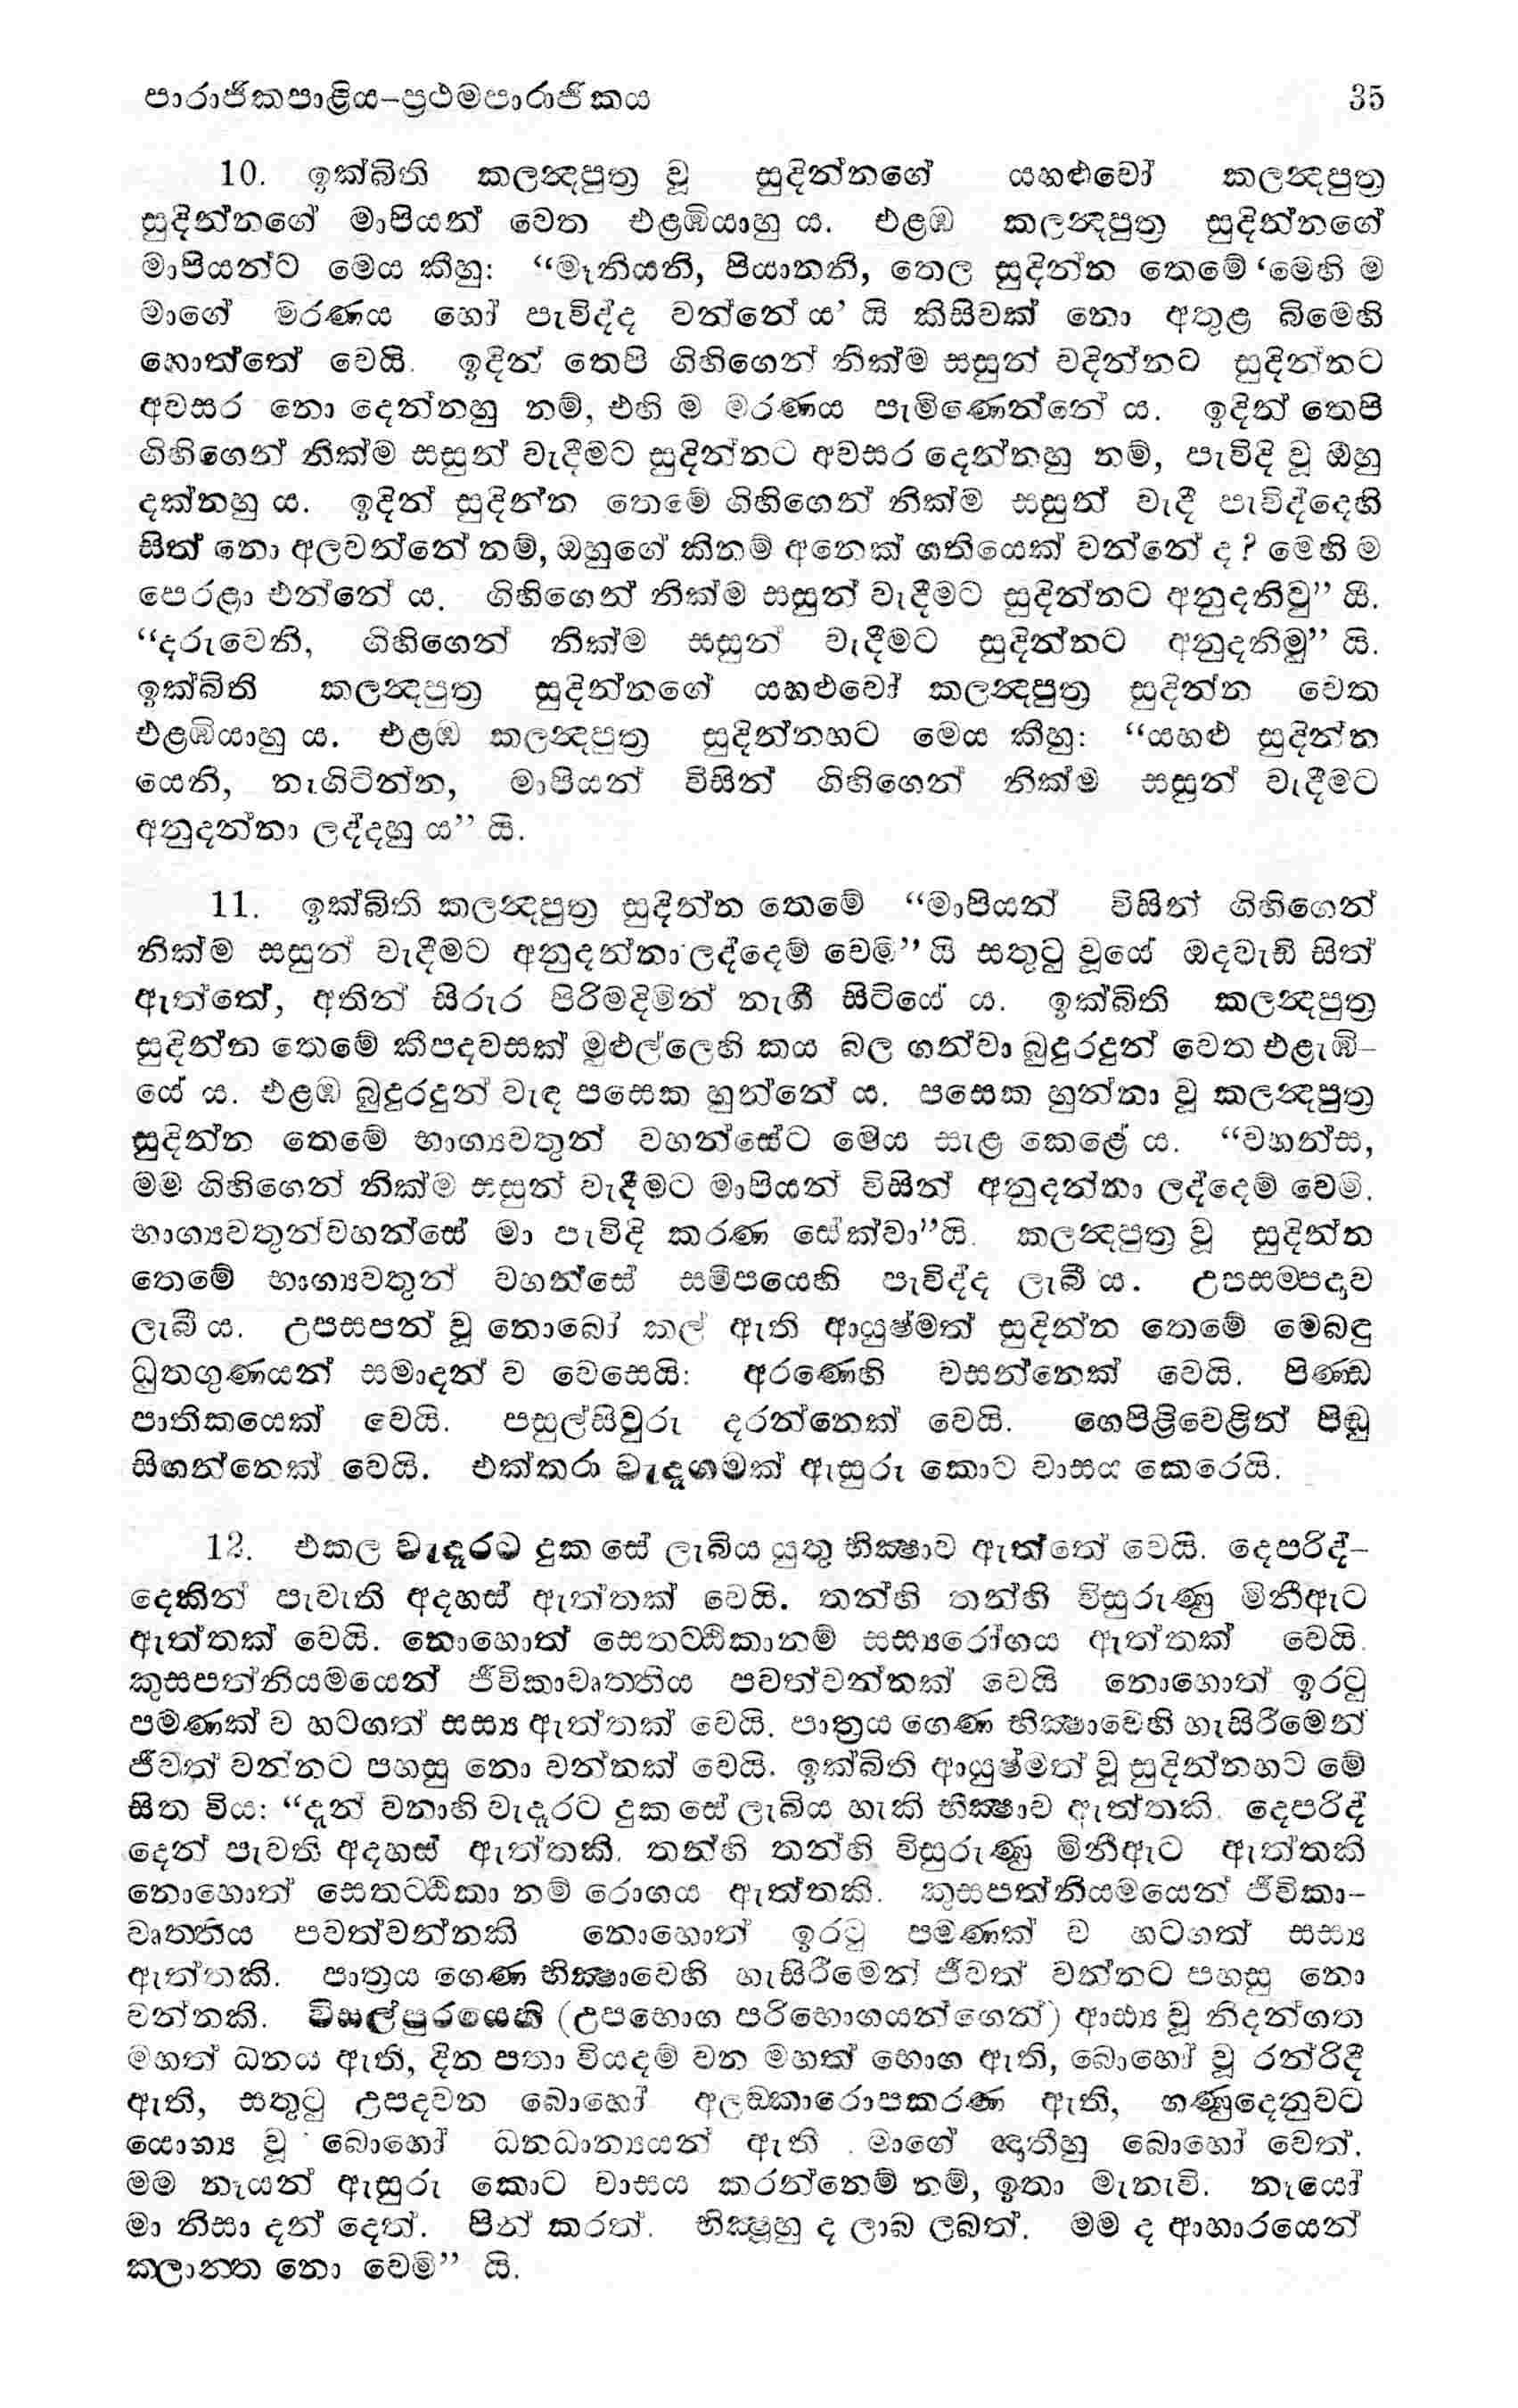 පාරාජිකපාළිය–ප්‍රථමපාරාජිකය 35
10. ඉක්බිති කලන්‍දපුත්‍ර වූ සුදින්නගේ යහළුවෝ කලන්‍දපුත්‍ර
සුදින්නගේ මාපියන් වෙත එළඹියාහු ය. එළඹ කලන්‍දපුත්‍ර සුදින්නගේ
මාපියන්ට මෙය කීහු: “මෑනියනි, පියානනි, තෙල සුදින්න තෙමේ ‘මෙහි ම
මාගේ මරණය හෝ පැවිද්ද වන්නේ ය’ යි කිසිවක් නො අතුළ බිමෙහි
හොත්තේ වෙයි. ඉදින් තෙපි ගිහිගෙන් නික්ම සසුන් වදින්නට සුදින්නට
අවසර නො දෙන්නහු නම්, එහි ම මරණය පැමිණෙන්නේ ය. ඉදින් තෙපි
ගිහිගෙන් නික්ම සසුන් වැදීමට සුදින්නට අවසර දෙන්නහු නම්, පැවිදි වූ ඔහු
දක්නහු ය. ඉදින් සුදින්න තෙමේ ගිහිගෙන් නික්ම සසුන් වැදී පැවිද්දෙහි
සිත් නො අලවන්නේ නම්, ඔහුගේ කිනම් අනෙක් ගතියෙක් වන්නේ ද? මෙහි ම
පෙරළා එන්නේ ය. ගිහිගෙන් නික්ම සසුන් වැදීමට සුදින්නට අනුදනිවු” යි.
“දරුවෙනි, ගිහිගෙන් නික්ම සසුන් වැදීමට සුදින්නට අනුදනිමු” යි.
ඉක්බිති කලන්‍දපුත්‍ර සුදින්නගේ යහළුවෝ කලන්‍දපුත්‍ර සුදින්න වෙත
එළඹියාහු ය. එළඹ කලන්‍දපුත්‍ර සුදින්නහට මෙය කීහු: “යහළු සුදින්න
යෙනි, නැගිටින්න, මාපියන් විසින් ගිහිගෙන් නික්ම සසුන් වැදීමට
අනුදන්නා ලද්දහු ය” යි.
11. ඉක්බිති කලන්‍දපුත්‍ර සුදින්න තෙමේ “මාපියන් විසින් ගිහිගෙන්
නික්ම සසුන් වැදීමට අනුදන්නා ලද්දෙම් වෙමි” යි සතුටු වූයේ ඔදවැඩි සිත්
ඇත්තේ, අතින් සිරුර පිරිමදිමින් නැගී සිටියේ ය. ඉක්බිති කලන්‍දපුත්‍ර
සුදින්න තෙමේ කීපදවසක් මුළුල්ලෙහි කය බල ගන්වා බුදුරදුන් වෙත එළැඹි–
යේ ය. එළඹ බුදුරදුන් වැඳ පසෙක හුන්නේ ය. පසෙක හුන්නා වූ කලන්‍දපුත්‍ර
සුදින්න තෙමේ භාග්‍යවතුන් වහන්සේට මෙය සැළ කෙළේ ය. “වහන්ස,
මම ගිහිගෙන් නික්ම සසුන් වැදීමට මාපියන් විසින් අනුදන්නා ලද්දෙම් වෙමි.
භාග්‍යවතුන්වහන්සේ මා පැවිදි කරණ සේක්වා”යි. කලන්‍දපුත්‍ර වූ සුදින්න
තෙමේ භාග්‍යවතුන් වහන්සේ සමීපයෙහි පැවිද්ද ලැබී ය. උපසම්පදාව
ලැබී ය. උපසපන් වූ නොබෝ කල් ඇති ආයුෂ්මත් සුදින්න තෙමේ මෙබඳු
ධුතගුණයන් සමාදන් ව වෙසෙයි: අරණෙහි වසන්නෙක් වෙයි. පිණ්ඩ
පාතිකයෙක් වෙයි. පසුල්සිවුරු දරන්නෙක් වෙයි. ගෙපිළිවෙළින් පිඬු
සිඟන්නෙක් වෙයි. එක්තරා වැදෑගමක් ඇසුරු කොට වාසය කෙරෙයි.
12. එකල වැදෑරට දුක සේ ලැබිය යුතු භික්‍ෂාව ඇත්තේ වෙයි. දෙපරිද්–
දෙකින් පැවැති අදහස් ඇත්තක් වෙයි. තන්හි තන්හි විසුරුණු මිනීඇට
ඇත්තක් වෙයි. නොහොත් සෙතට්ඨිකානම් සස්‍යරෝගය ඇත්තක් වෙයි.
කුසපත්නියමයෙන් ජීවිකාවෘත්තිය පවත්වන්නක් වෙයි නොහොත් ඉරටු
පමණක් ව හටගත් සස්‍ය ඇත්තක් වෙයි. පාත්‍රය ගෙණ භික්‍ෂාවෙහි හැසිරීමෙන්
ජීවත් වන්නට පහසු නො වන්නක් වෙයි. ඉක්බිති ආයුෂ්මත් වූ සුදින්නහට මේ
සිත විය: “දැන් වනාහි වැදෑරට දුක සේ ලැබිය හැකි භික්‍ෂාව ඇත්තකි. දෙපරිද්
දෙන් පැවති අදහස් ඇත්තකි. තන්හි තන්හි විසුරුණු මිනීඇට ඇත්තකි
නොහොත් සෙතට්ඨිකා නම් රොගය ඇත්තකි. කුසපත්නියමයෙන් ජීවිකා–
වෘත්තිය පවත්වන්නකි නොහොත් ඉරටු පමණක් ව හටගත් සස්‍ය
ඇත්තකි. පාත්‍රය ගෙණ භික්‍ෂාවෙහි හැසිරීමෙන් ජීවත් වන්නට පහසු නො
වන්නකි. විසල්පුරයෙහි (උපභොග පරිභොගයන්ගෙන්) ආඪ්‍ය වූ නිදන්ගත
මහත් ධනය ඇති, දින පතා වියදම් වන මහත් භොග ඇති, බොහෝ වූ රන්රිදී
ඇති, සතුටු උපදවන බොහෝ අලඞ්කාරොපකරණ ඇති, ගණුදෙනුවට
යොග්‍ය වූ බොහෝ ධනධාන්‍යයන් ඇති මාගේ ඥාතීහු බොහෝ වෙත්.
මම නෑයන් ඇසුරු කොට වාසය කරන්නෙම් නම්, ඉතා මැනැවි. නෑයෝ
මා නිසා දන් දෙත්. පින් කරත්. භික්‍ෂූහු ද ලාබ ලබත්. මම ද ආහාරයෙන්
ක්ලාන්ත නො වෙමි” යි.